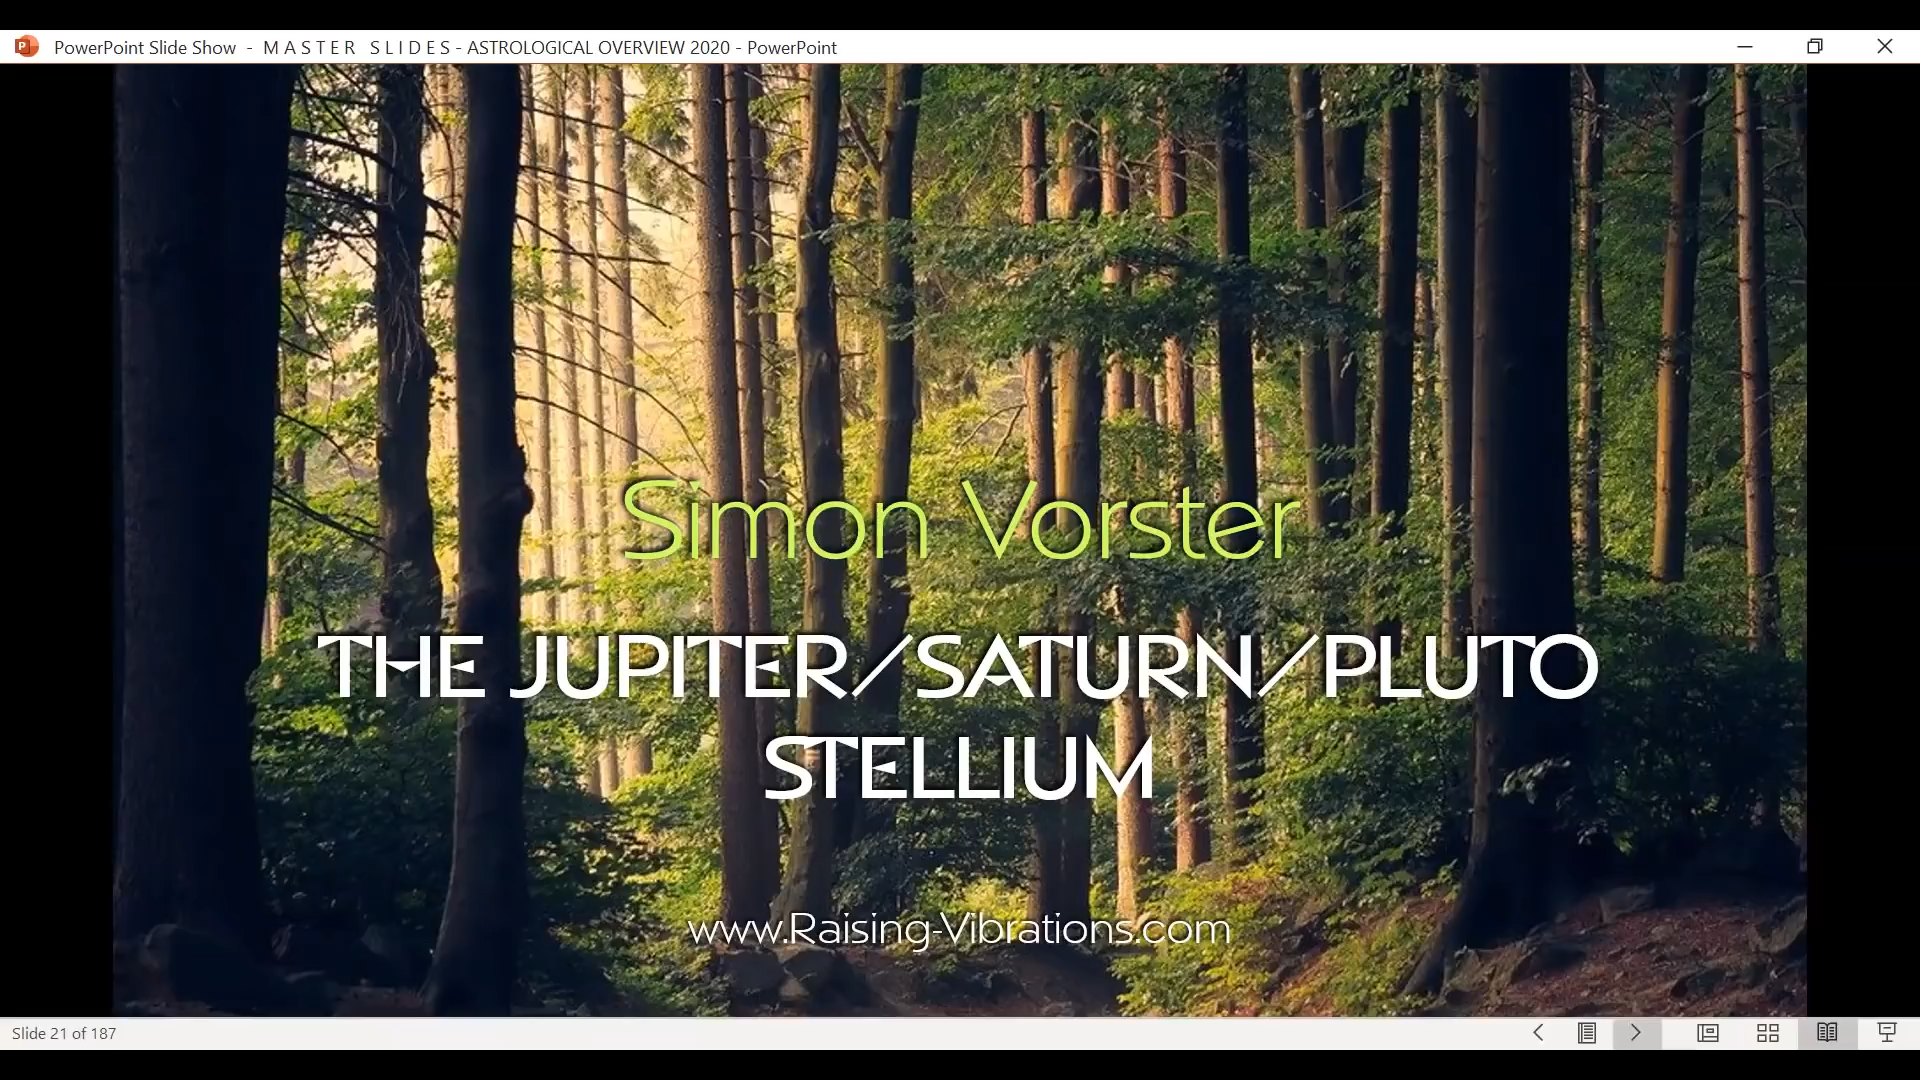 PowerPoint Slide Show - M A S T E R S L I D E S - ASTROLOGICAL OVERVIEW 2020 - PowerPoint
Simon Vorster
THE JUPITER/SATURN/PLUTO
STELLIUM
www.Raising-Vibrations.com
Slide 21 of 187